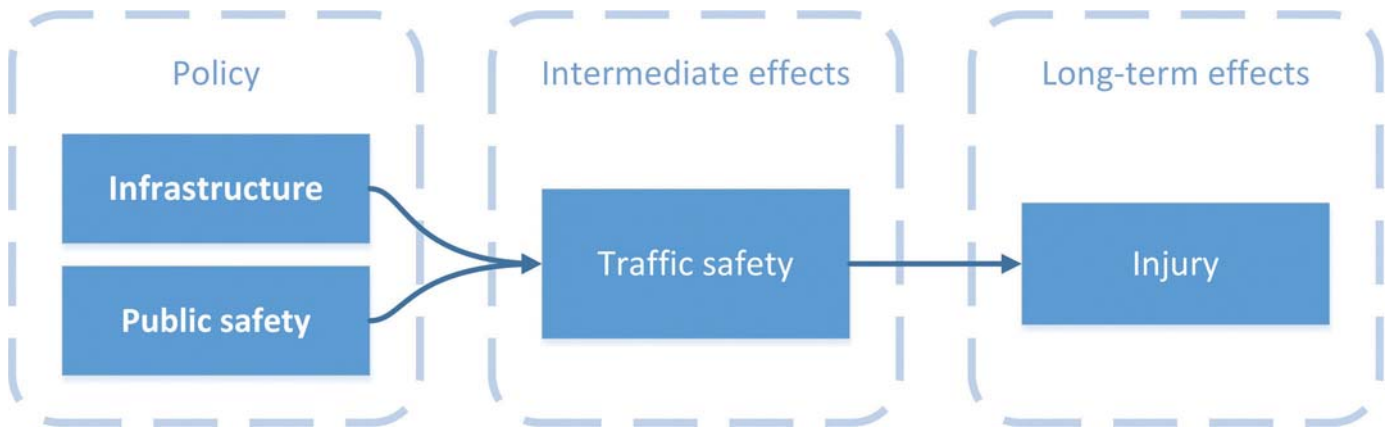 Policy
Infrastructure
Public safety
Intermediate effects
Traffic safety
Long-term effects
Injury